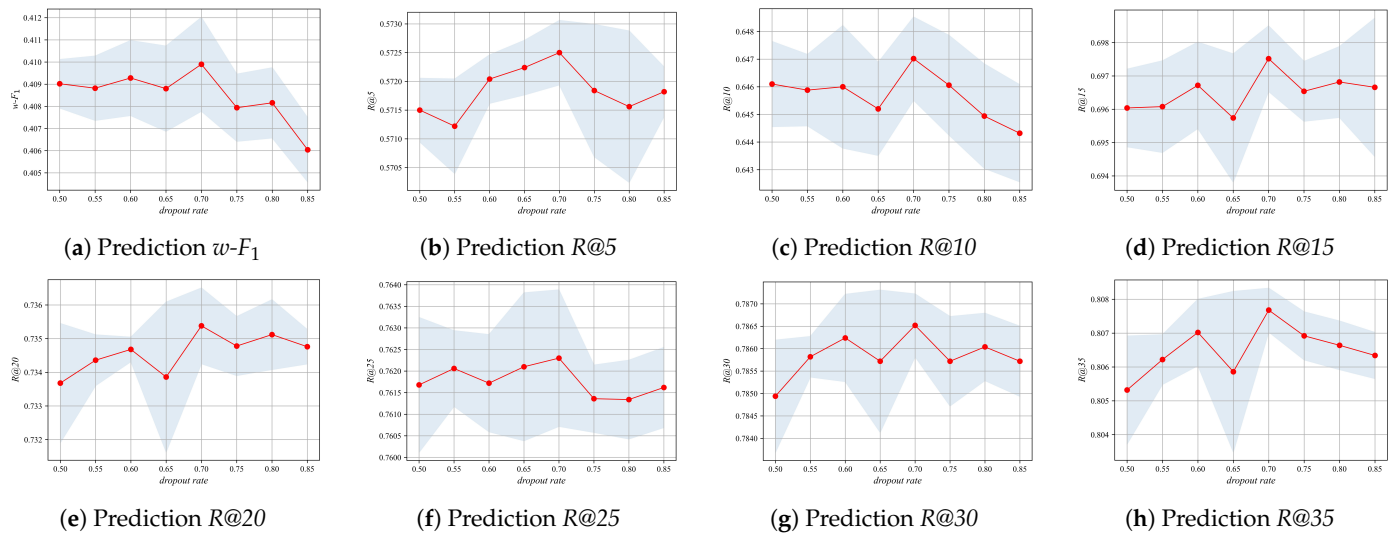 0.412
0.411
0.410
0.409
0.408
0.407
0.406
0.405
w-F1
0.50 0.55 0.60 0.65 0.70 0.75 0.80 0.85
dropout rate
(a) Prediction w-F1
0.5730
0.5725
0.5720
0.5715
0.5710
0.5705
R@5
0.50 0.55 0.60 0.65 0.70 0.75 0.80 0.85
dropout rate
(b) Prediction R@5
0.648
0.647
0.646
0.645
0.644
0.643
R@10
0.50 0.55 0.60 0.65 0.70 0.75 0.80 0.85
dropout rate
(c) Prediction R@10
0.698
0.697
0.696
0.695
0.694
R@15
0.50 0.55 0.60 0.65 0.70 0.75 0.80 0.85
dropout rate
(d) Prediction R@15
0.736
0.735
0.734
0.733
0.732
R@20
0.50 0.55 0.60 0.65 0.70 0.75 0.80 0.85
dropout rate
(e) Prediction R@20
0.7640
0.7635
0.7630
0.7625
0.7620
0.7615
0.7610
0.7605
0.7600
R@25
0.50 0.55 0.60 0.65 0.70 0.75 0.80 0.85
dropout rate
(f) Prediction R@25
0.7870
0.7865
0.7860
0.7855
0.7850
0.7845
0.7840
R@30
0.50 0.55 0.60 0.65 0.70 0.75 0.80 0.85
dropout rate
(g) Prediction R@30
0.808
0.807
0.806
0.805
0.804
R@35
0.50 0.55 0.60 0.65 0.70 0.75 0.80 0.85
dropout rate
(h) Prediction R@35